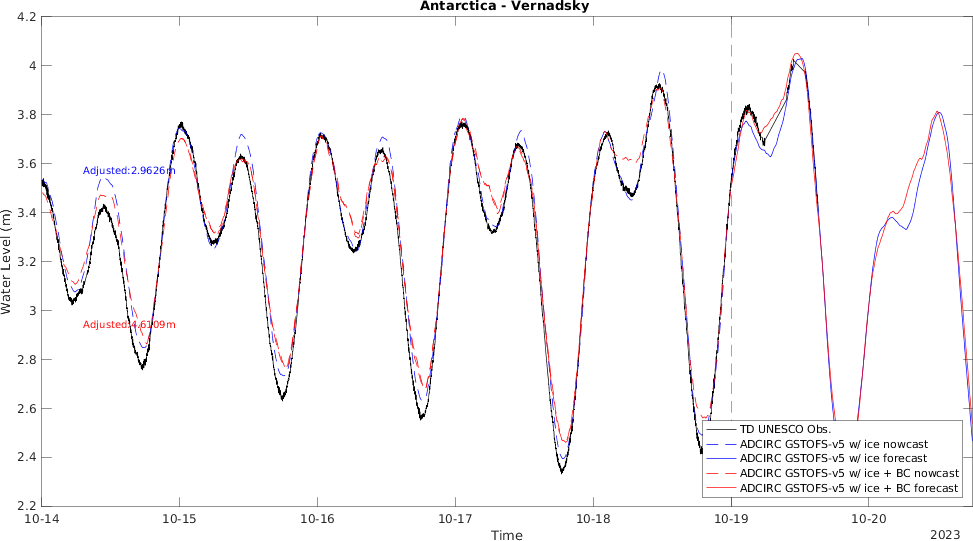 Antarctica - Vernadsky
4.2
4
3.8
3.6
3.4
3.2
3
2.8
2.6
2.4
2.2
Water Level (m)
Adjusted:2.9626m
Adjusted:4.6109m
TD UNESCO Obs.
ADCIRC GSTOFS-v5 w/ ice nowcast
ADCIRC GSTOFS-v5 w/ ice forecast
ADCIRC GSTOFS-v5 w/ ice + BC nowcast
ADCIRC GSTOFS-v5 w/ ice + BC forecast
10-14 10-15 10-16 10-17 10-18 10-19 10-20
Time
2023